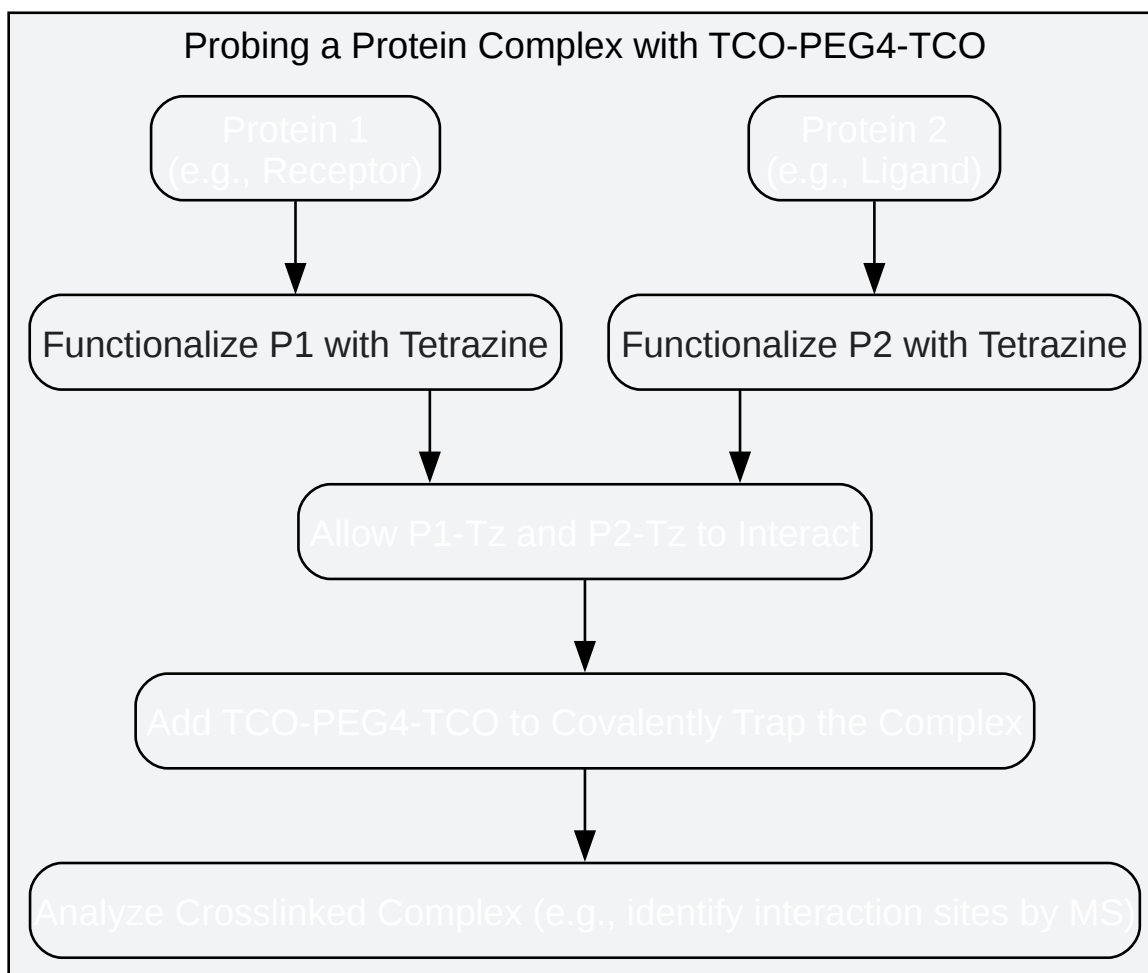 Probing a Protein Complex with TCO-PEG4-TCO
Protein 1
(e.g., Receptor)
Protein 2
(e.g., Ligand)
Functionalize P1 with Tetrazine
Functionalize P2 with Tetrazine
Allow P1-Tz and P2-Tz to Interact
Add TCO-PEG4-TCO to Covalently Trap the Complex
Analyze Crosslinked Complex (e.g., identify interaction sites by MS)